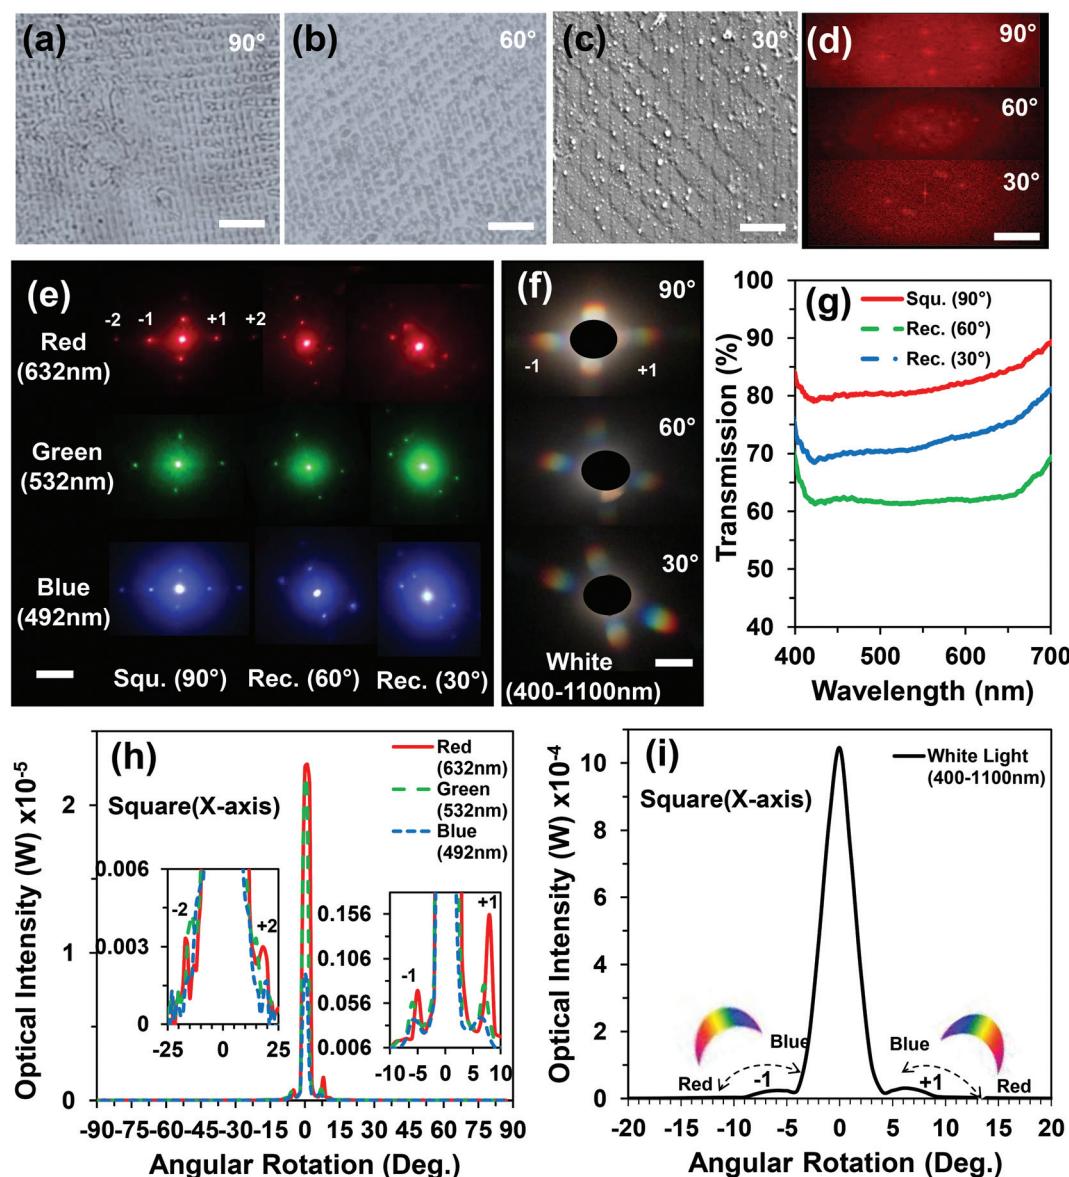 (a)
90°
(b)
60°
(c)
30°
(d)
90°
60°
30°
(e)
Red
(632nm)
-2
-1
+1
+2
Green
(532nm)
Blue
(492nm)
Squ. (90°)
Rec. (60°)
Rec. (30°)
(f)
90°
-1
+1
60°
30°
White
(400-1100nm)
(g)
Squ. (90°)
Rec. (60°)
Rec. (30°)
Transmission (%)
100
90
80
70
60
50
40
400
500
600
700
Wavelength (nm)
(h)
Red
(632nm)
Green
(532nm)
Blue
(492nm)
Square(X-axis)
Optical Intensity (W) x10-5
2
1
0
0.006
0.003
0
-2
+2
-25
0
25
0.156
0.106
0.056
0.006
-1
+1
-10
-5
0
5
10
-90
-75
-60
-45
-30
-15
0
15
30
45
60
75
90
Angular Rotation (Deg.)
(i)
White Light
(400-1100nm)
Square(X-axis)
Optical Intensity (W) x10-4
10
8
6
4
2
0
Blue
Blue
Red
-1
+1
Red
-20
-15
-10
-5
0
5
10
15
20
Angular Rotation (Deg.)